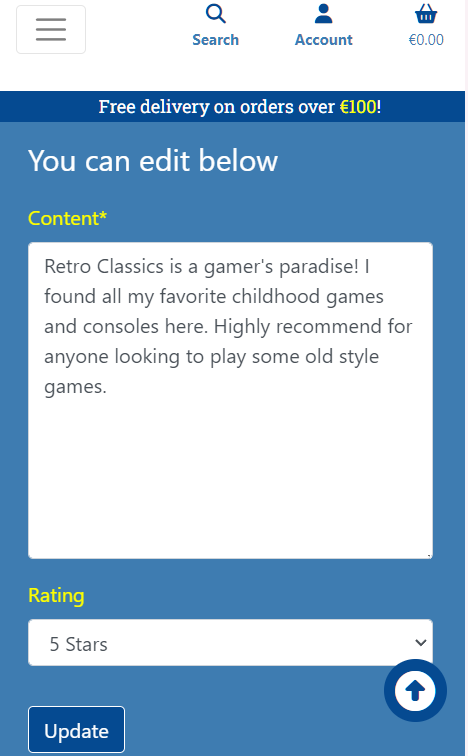 Search Account €0.00
Free delivery on orders over €100!
You can edit below
Content*
Retro Classics is a gamer's paradise! I
found all my favorite childhood games
and consoles here. Highly recommend for
anyone looking to play some old style
games.
Rating
5 Stars
Update